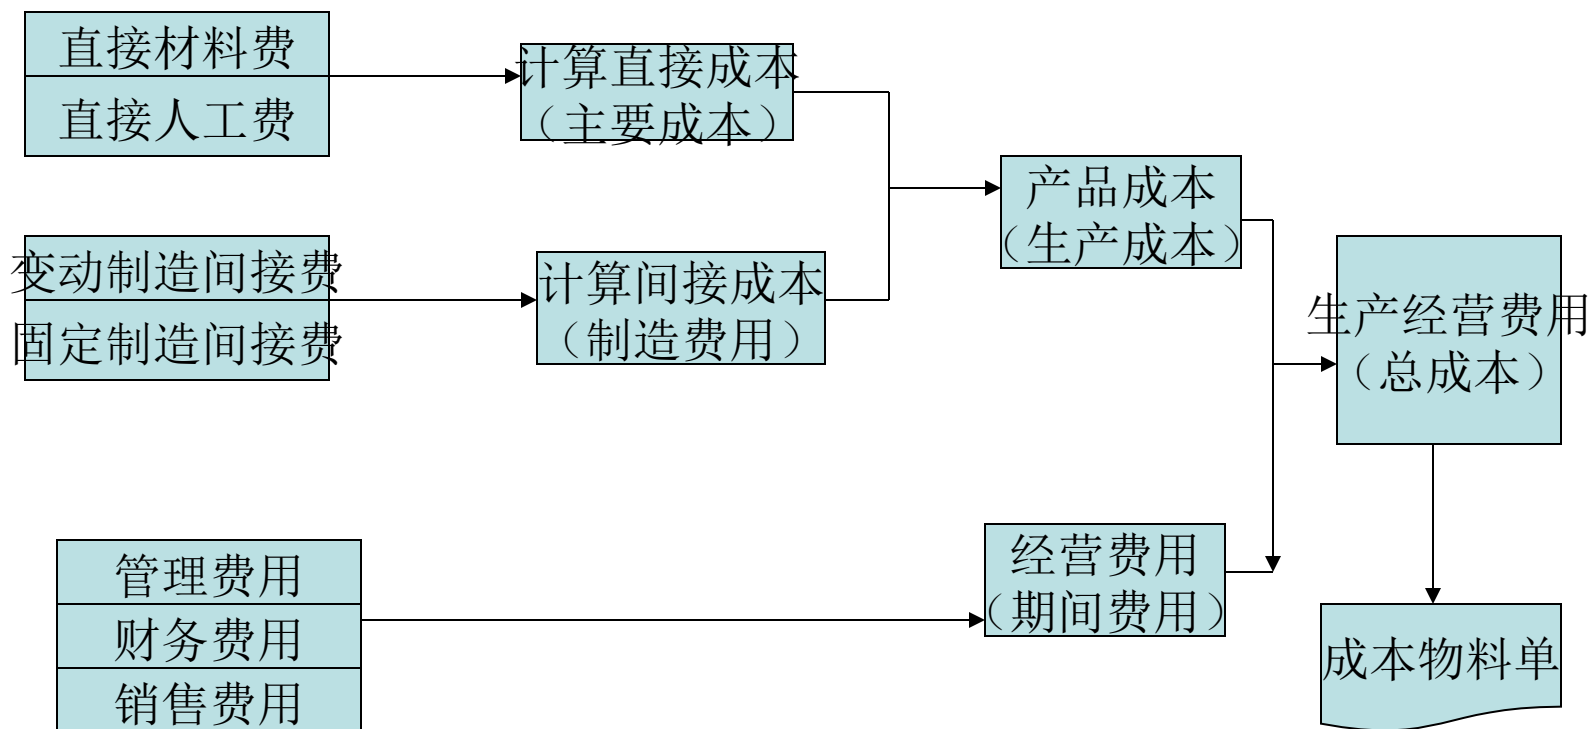 直接材料费
直接人工费
计算直接成本
（主要成本）
变动制造间接费
固定制造间接费
计算间接成本
（制造费用）
产品成本
（生产成本）
生产经营费用
（总成本）
管理费用
财务费用
销售费用
经营费用
（期间费用）
成本物料单